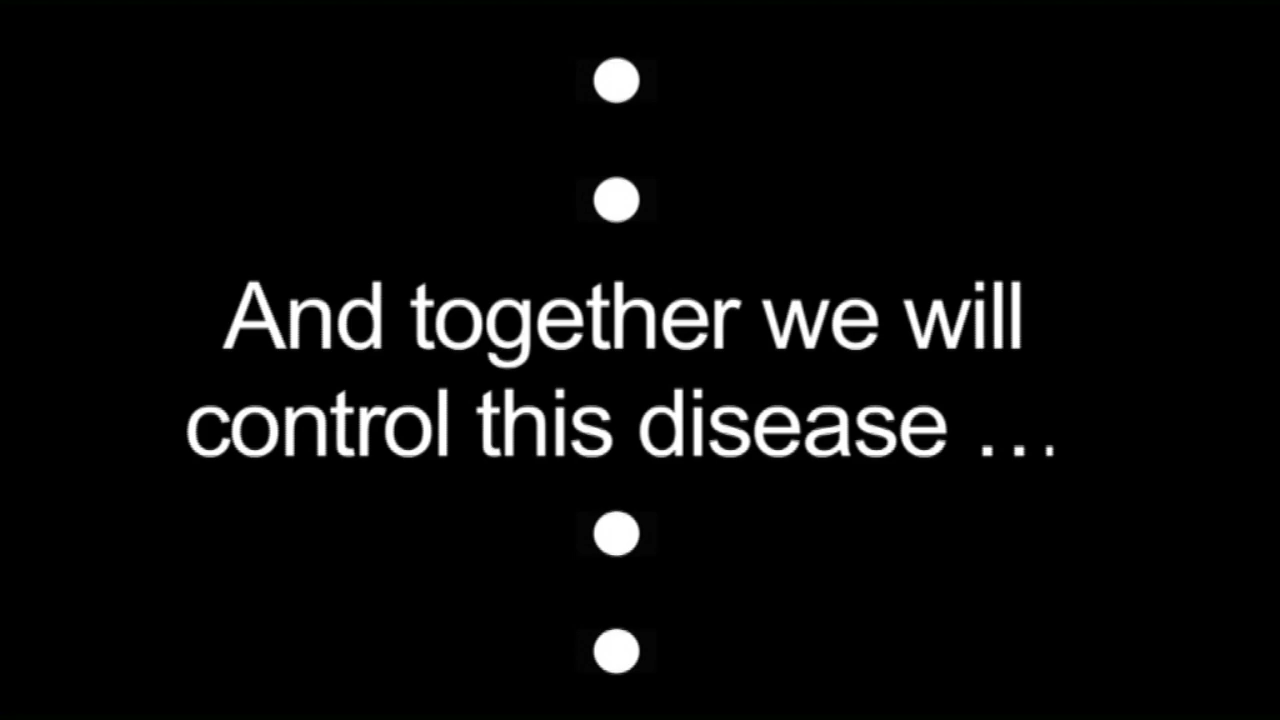 And together we will
control this disease …